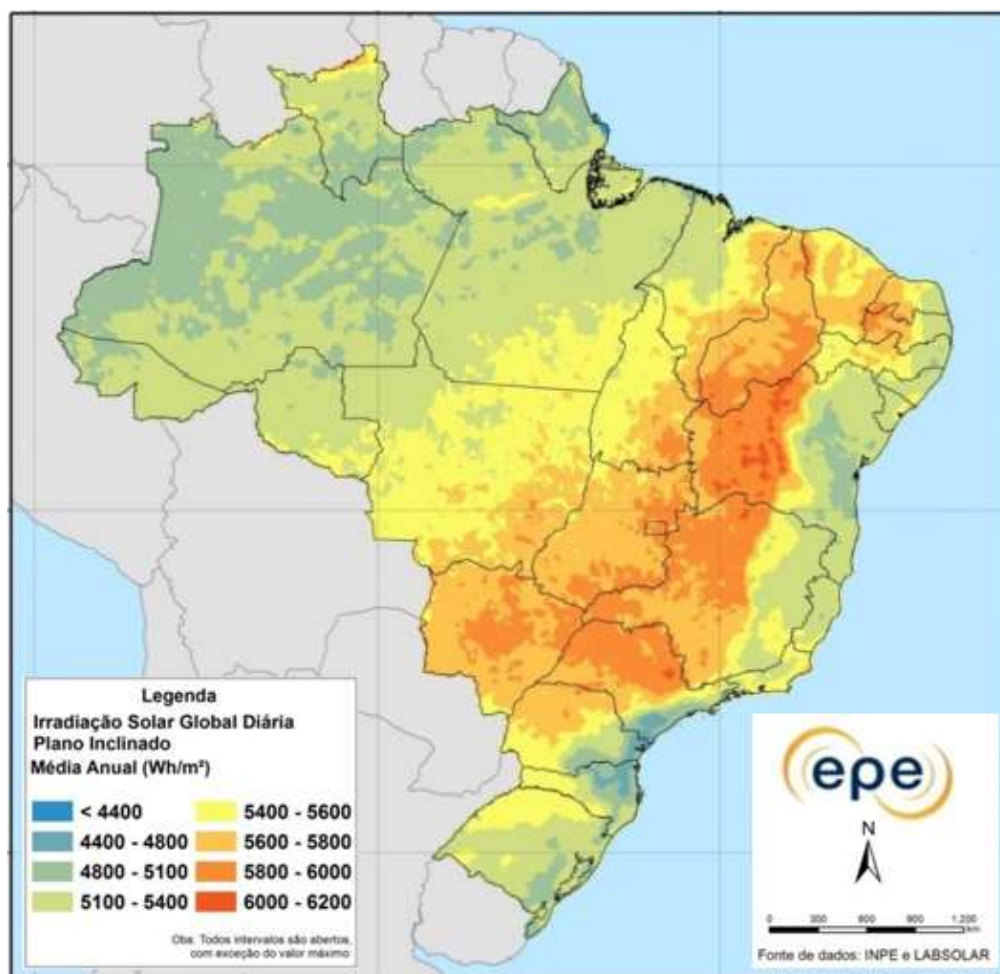 Legenda
Irradiação Solar Global Diária
Plano Inclinado
Média Anual (Wh/m²)
< 4400
4400 - 4800
4800 - 5100
5100 - 5400
5400 - 5600
5600 - 5800
5800 - 6000
6000 - 6200
Obs: Todos intervalos são abertos,
com exceção do valor máximo
epe
N
0 300 600 900 1.200
km
Fonte de dados: INPE e LABSOLAR